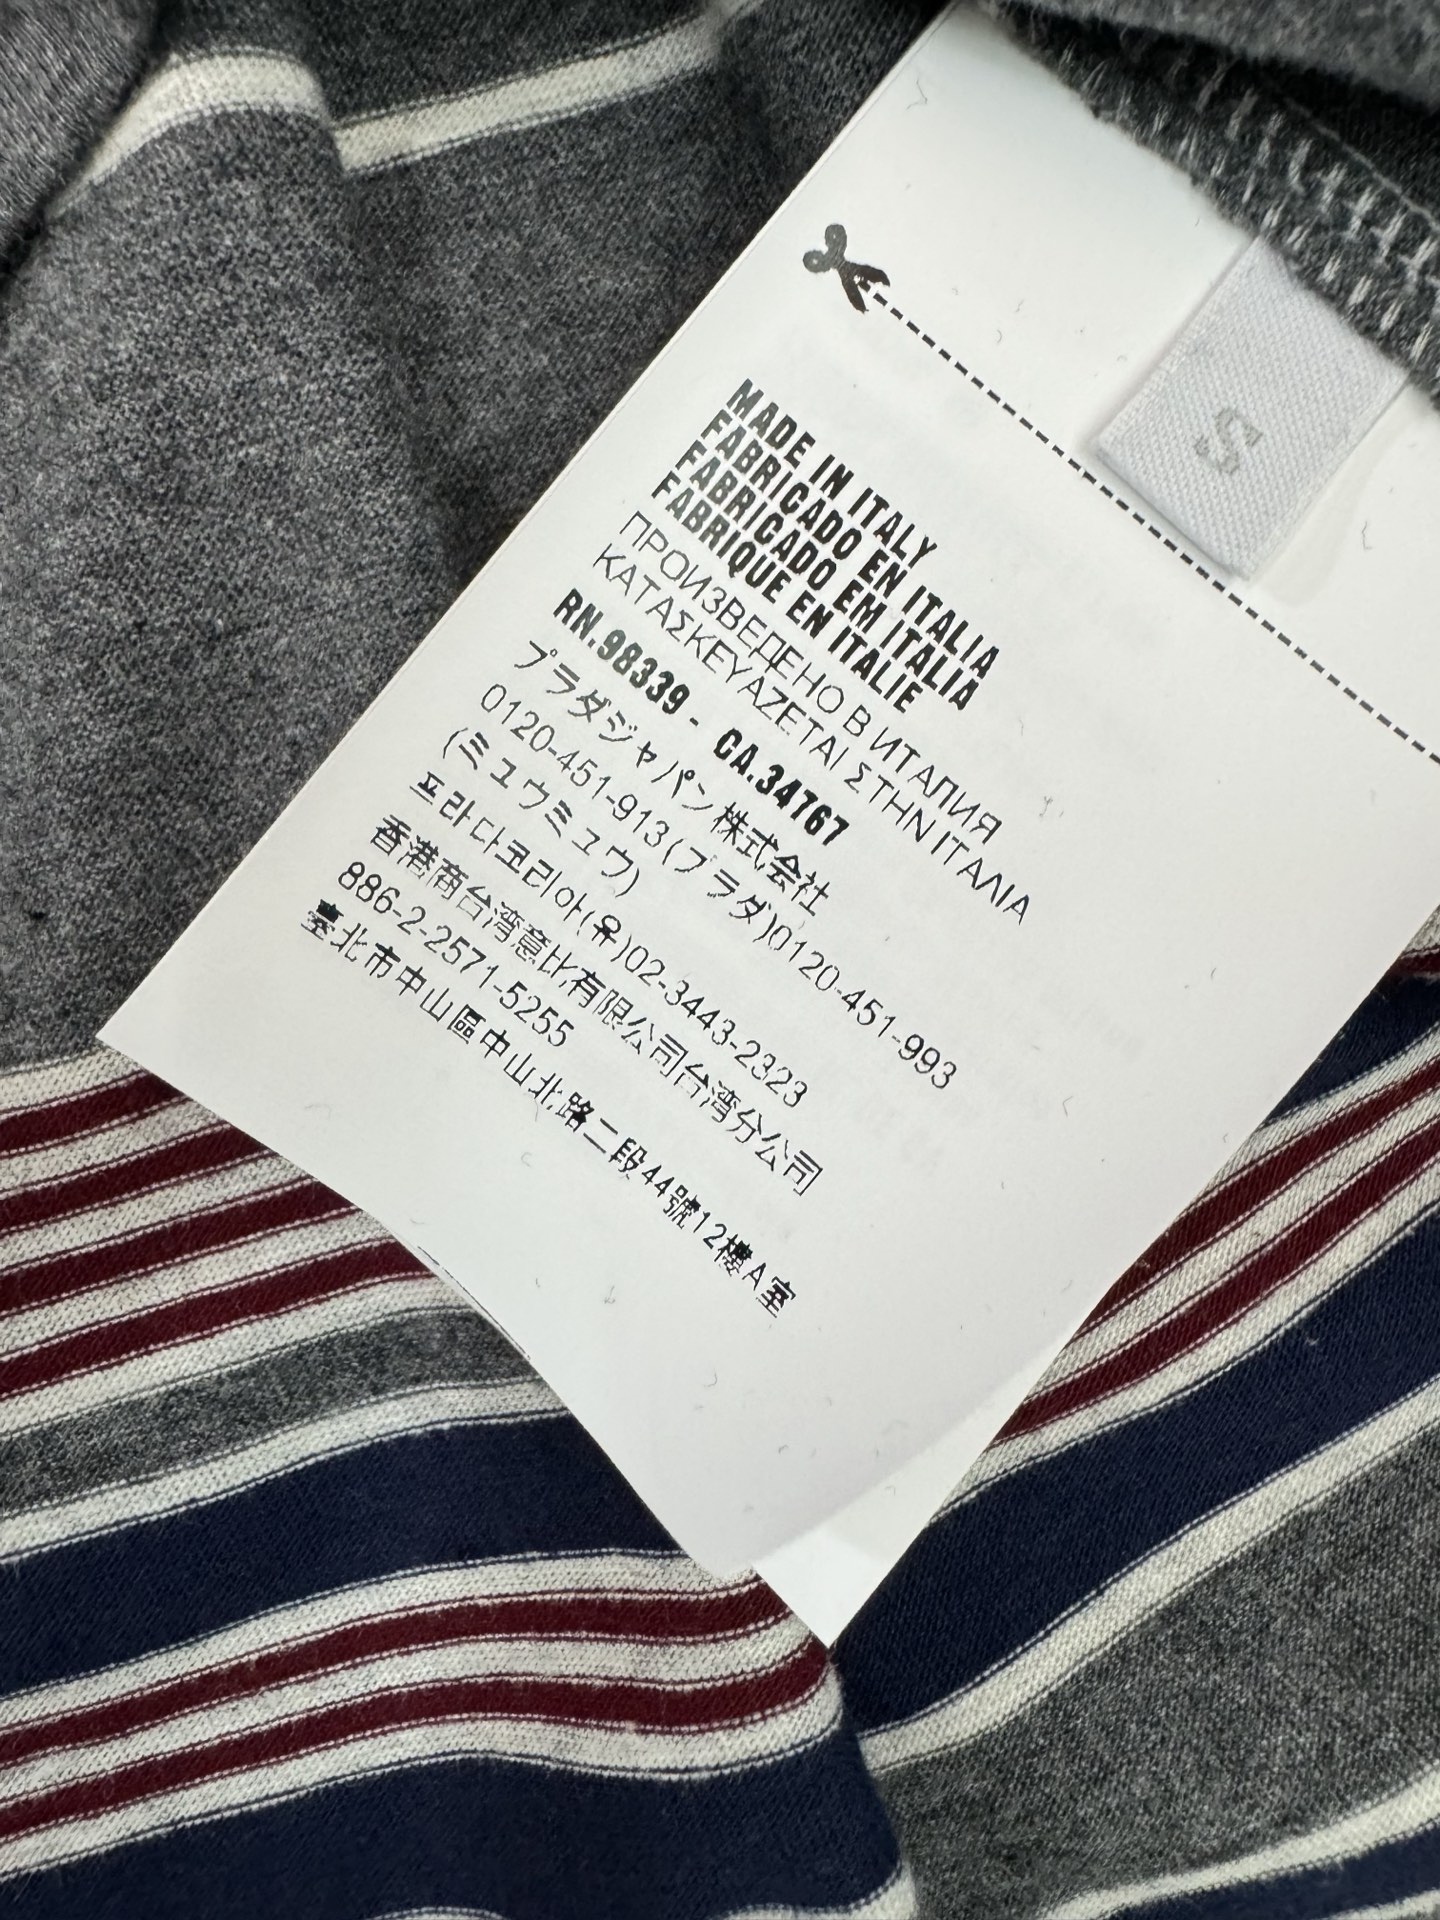 S
MADE IN ITALY
FABRICADO EN ITALIA
FABRICADO EM ITALIA
FABRIQUE EN ITALIE
ПРОИЗВЕДЕНО В ИТАЛИЯ
ΚΑΤΑΣΚΕΥΑΖΕΤΑΙ ΣΤΗΝ ΙΤΑΛΙΑ
RN.98339 - CA.34767
プラダジャパン株式会社
0120-451-913(プラダ)0120-451-993
(ミュウミュウ)
프라다코리아(유)02-3443-2323
香港商台湾意比有限公司台湾分公司
886-2-2571-5255
臺北市中山區中山北路二段44號12樓A室